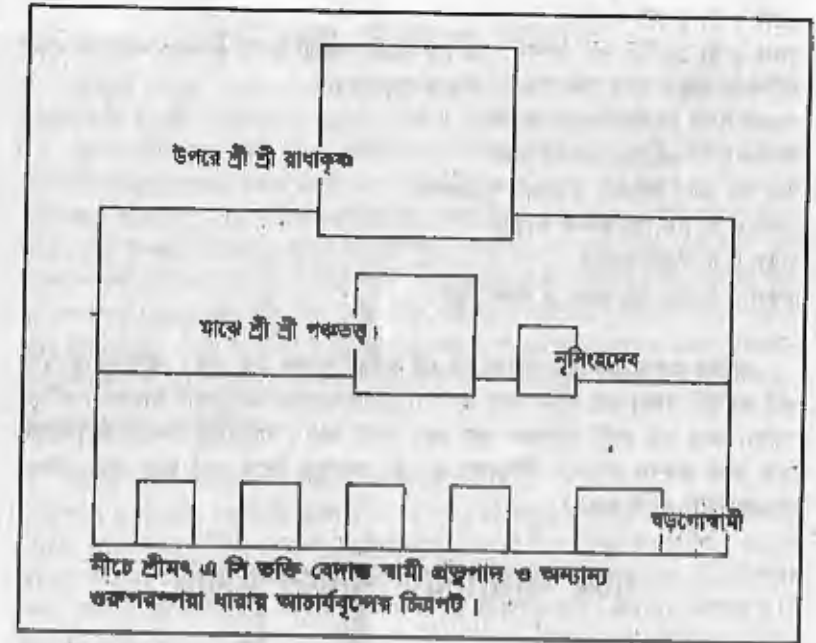 উপরে শ্রী শ্রী রাধাকৃষ্ণ
মাঝে শ্রী শ্রী পঞ্চতত্ত্ব।
নৃসিংহদেব
ষড়গোস্বামী
নীচে শ্রীমৎ এ সি ভক্তি বেদান্ত স্বামী প্রভুপাদ ও অন্যান্য
গুরুপরম্পরা ধারায় আচার্যবৃন্দের চিত্রপট।